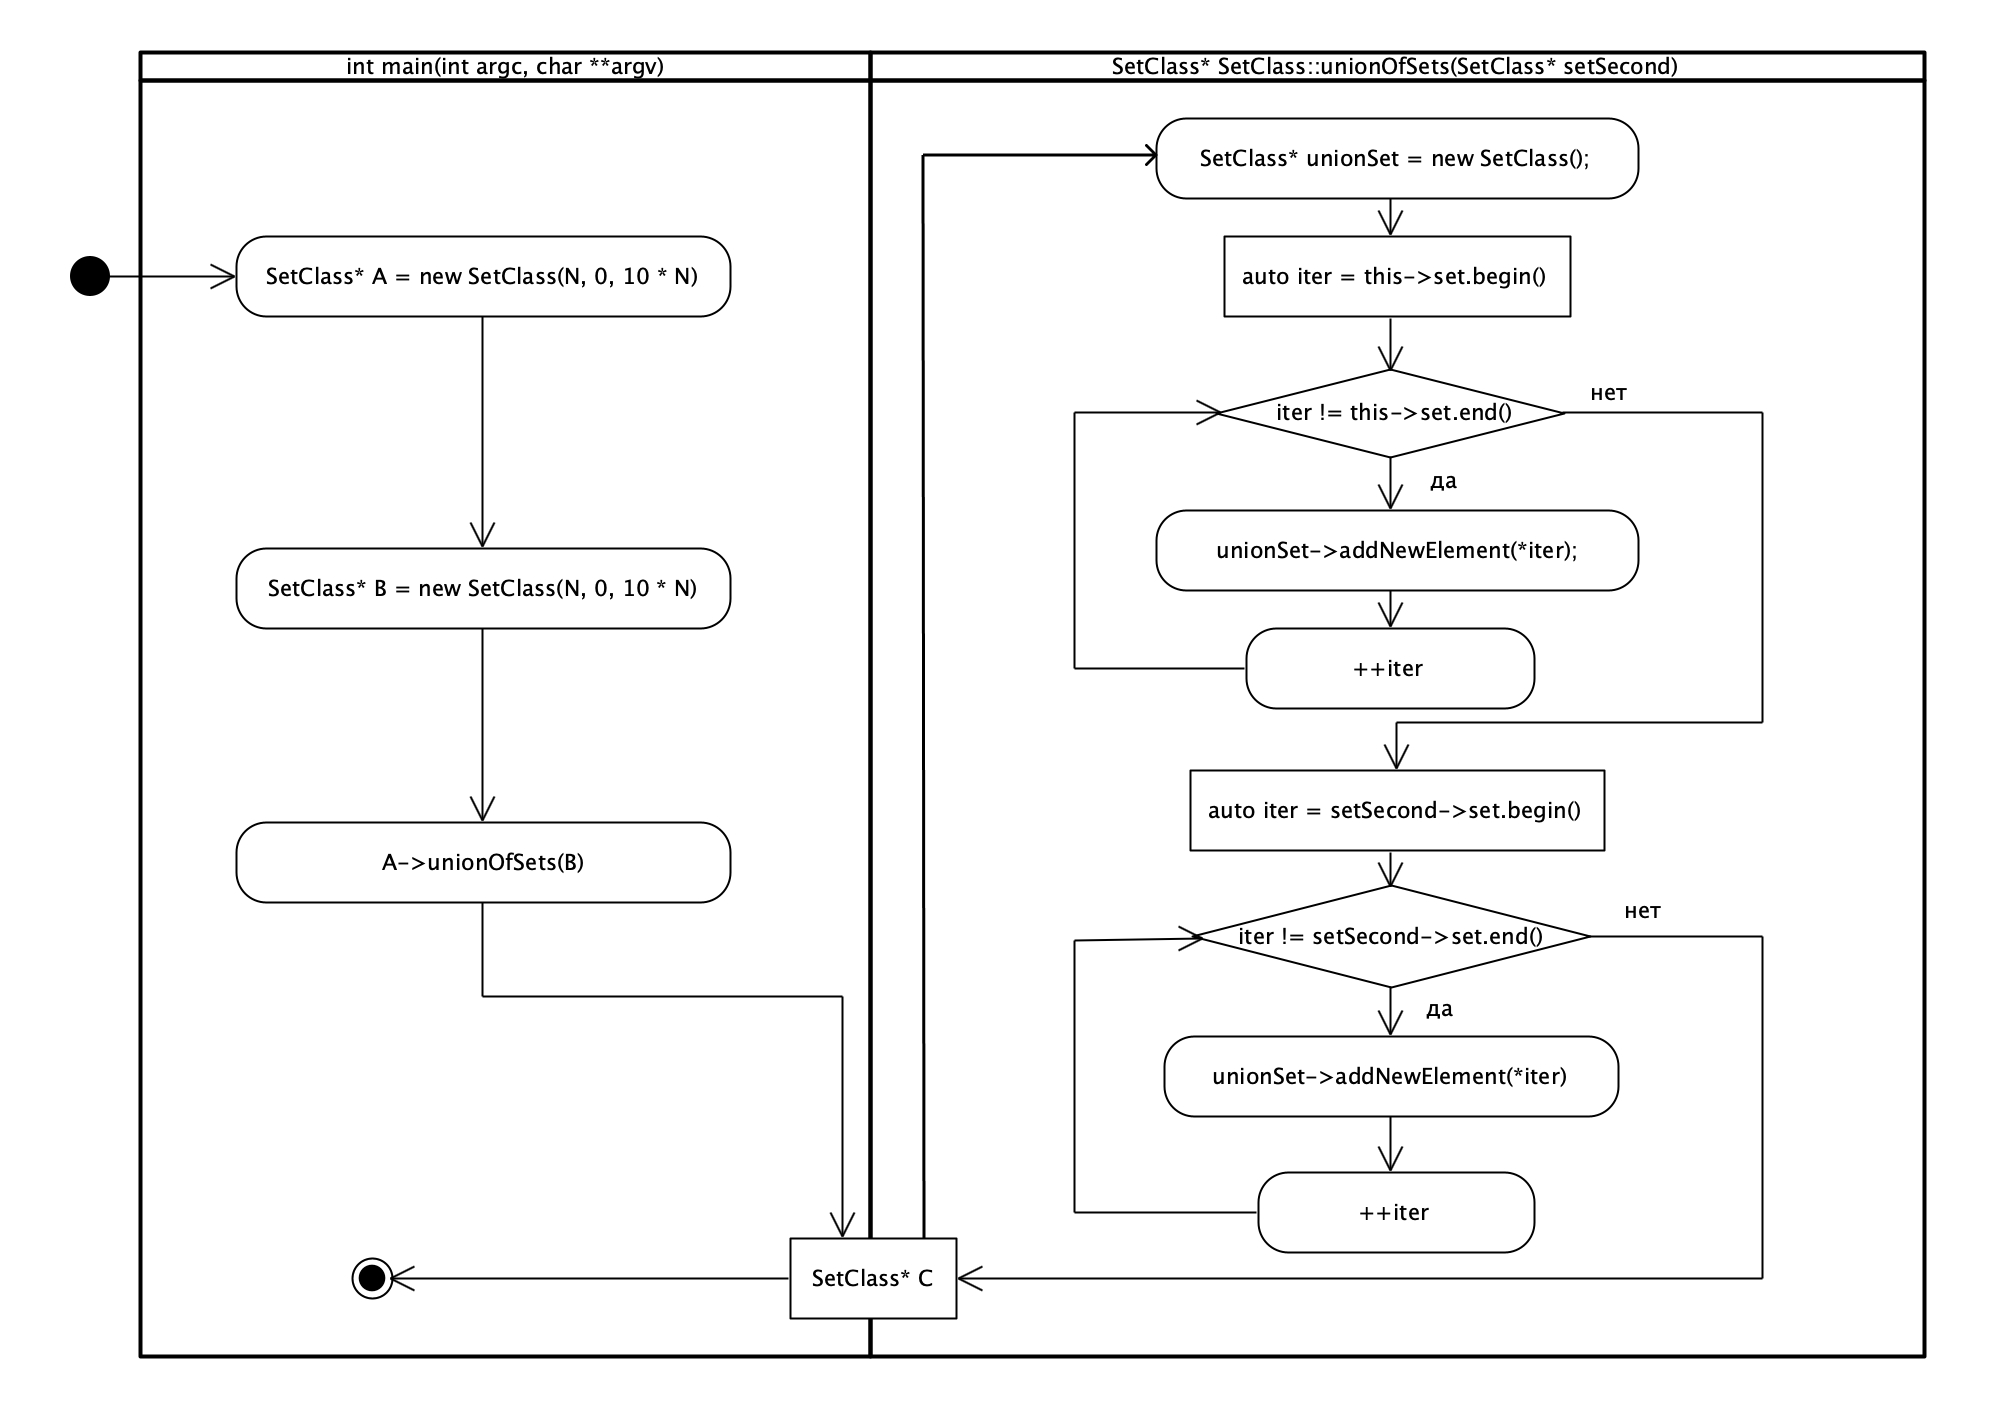 int main(int argc, char **argv)
SetClass* SetClass::unionOfSets(SetClass* setSecond)
SetClass* A = new SetClass(N, 0, 10 * N)
SetClass* B = new SetClass(N, 0, 10 * N)
A->unionOfSets(B)
SetClass* C
SetClass* unionSet = new SetClass();
auto iter = this->set.begin()
iter != this->set.end()
нет
да
unionSet->addNewElement(*iter);
++iter
auto iter = setSecond->set.begin()
iter != setSecond->set.end()
нет
да
unionSet->addNewElement(*iter)
++iter